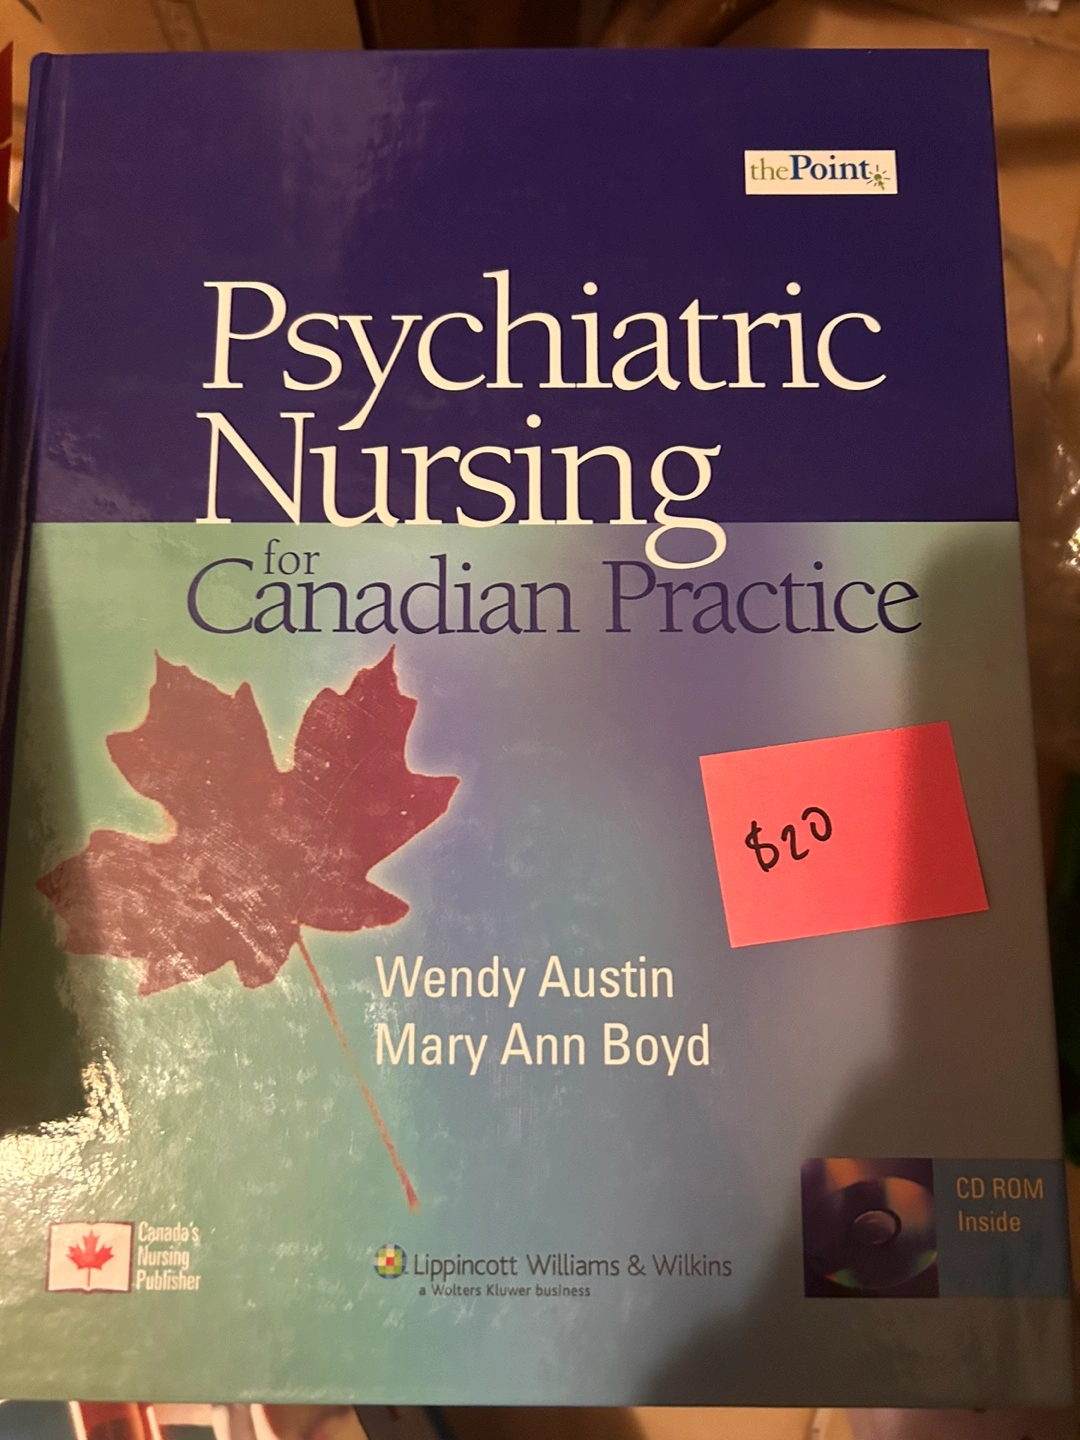 thePoint
Psychiatric
Nursing
for
Canadian Practice
$20
Wendy Austin
Mary Ann Boyd
CD ROM
Inside
Canada's
Nursing
Publisher
Lippincott Williams & Wilkins
a Wolters Kluwer business